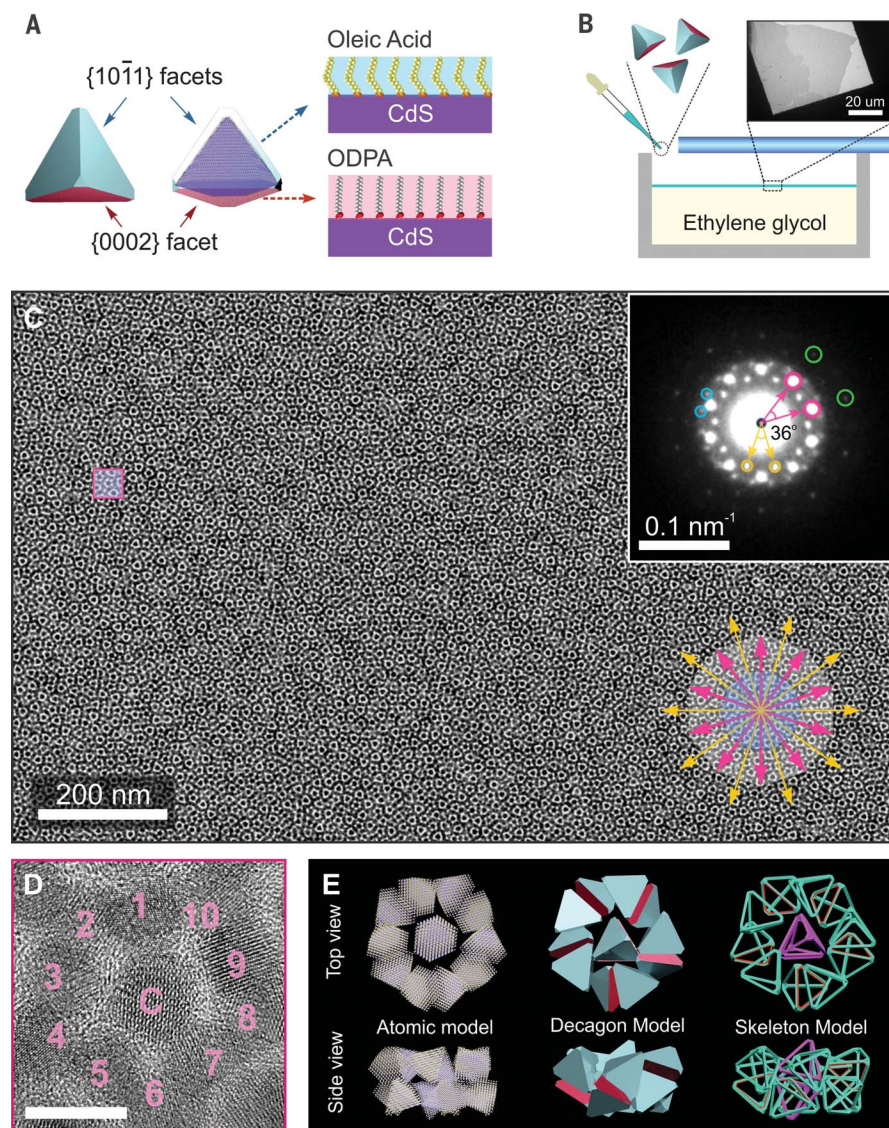 A
{101̄1} facets
{0002} facet
Oleic Acid
CdS
ODPA
CdS
B
20 um
Ethylene glycol
C
36°
0.1 nm⁻¹
200 nm
D
1
2
10
3
9
C
4
8
5
7
6
E
Top view
Atomic model
Decagon Model
Skeleton Model
Side view